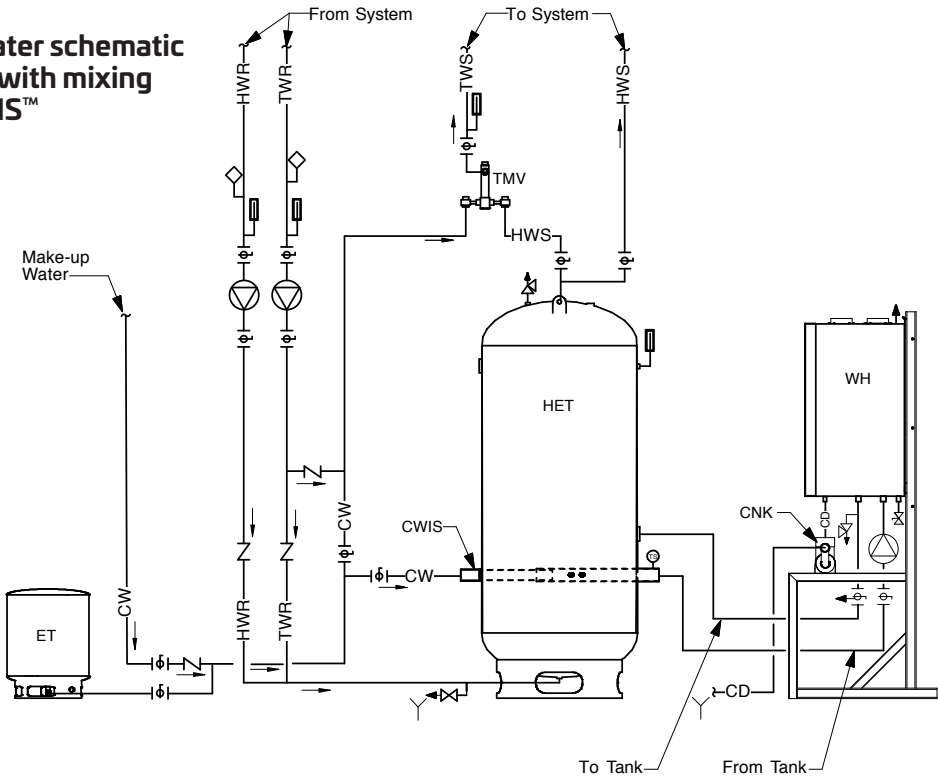 ater schematic
with mixing
IS™
From System
To System
HWR
TWR
TWS
HWS
TMV
HWS
Make-up
Water
WH
HET
CNK
CD
CW
CWIS
TS
CW
CW
ET
HWR
TWR
CD
To Tank
From Tank